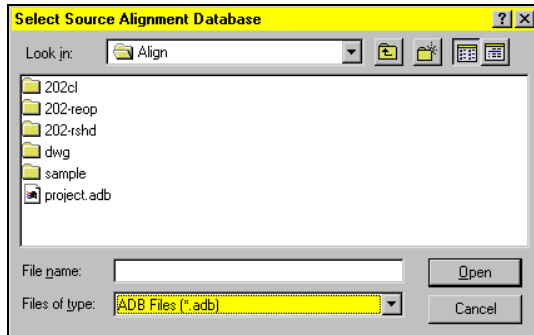 Select Source Alignment Database
Look in: Align
202cl
202-reop
202-rshd
dwg
sample
project.adb
File name: Open
Files of type: ADB Files (*.adb) Cancel